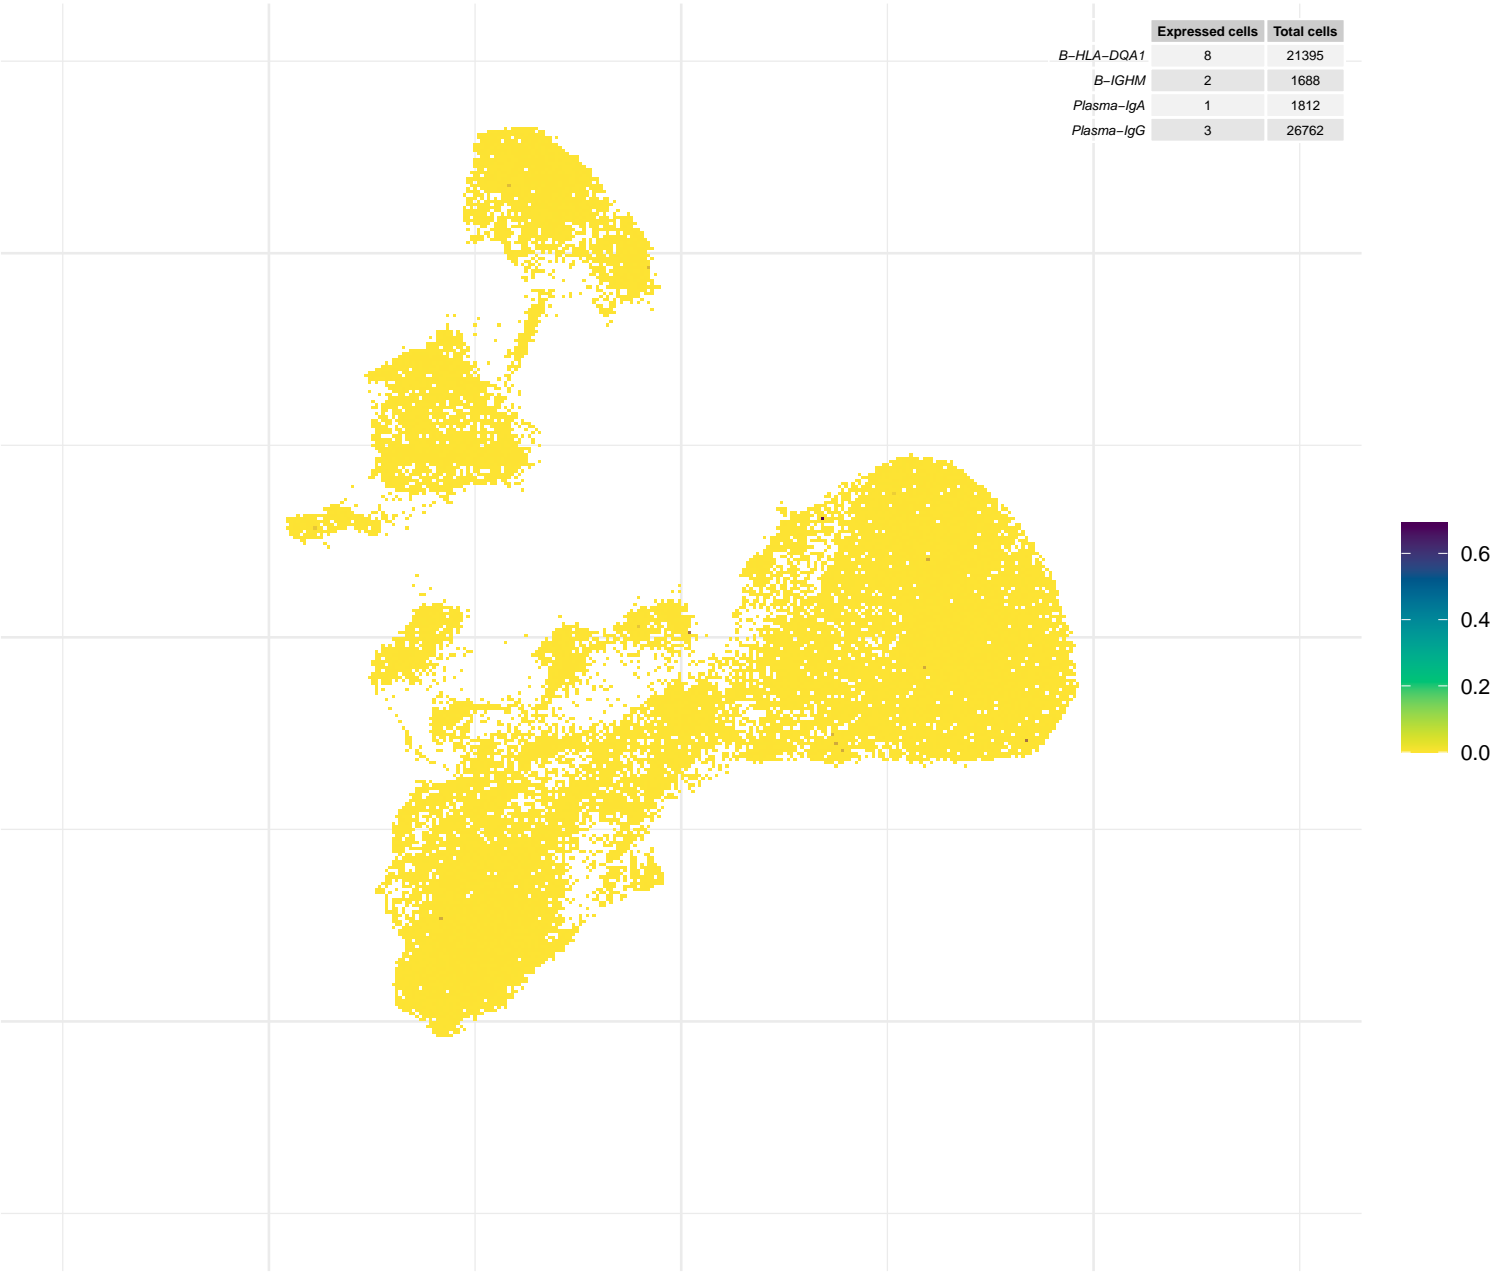 Expressed cells Total cells
B–HLA–DQA1 8 21395
B–IGHM 2 1688
Plasma–IgA 1 1812
Plasma–IgG 3 26762
0.6
0.4
0.2
0.0